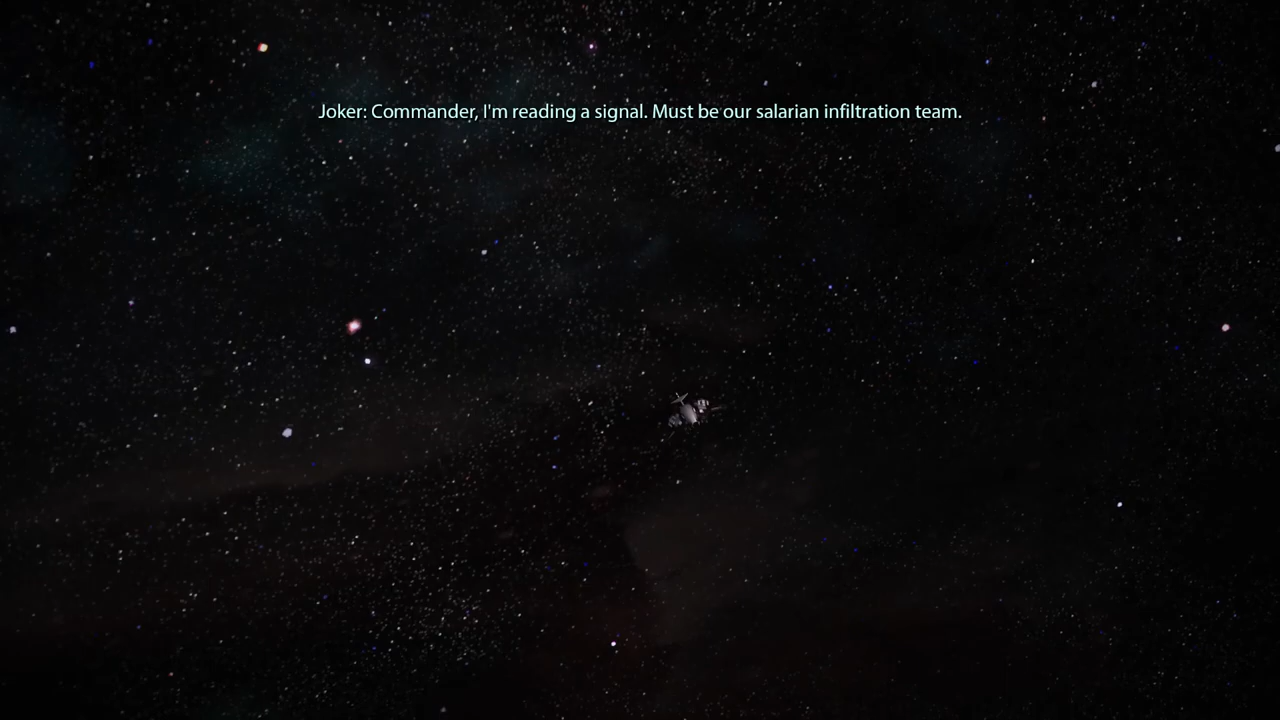 Joker: Commander, I'm reading a signal. Must be our salarian infiltration team.